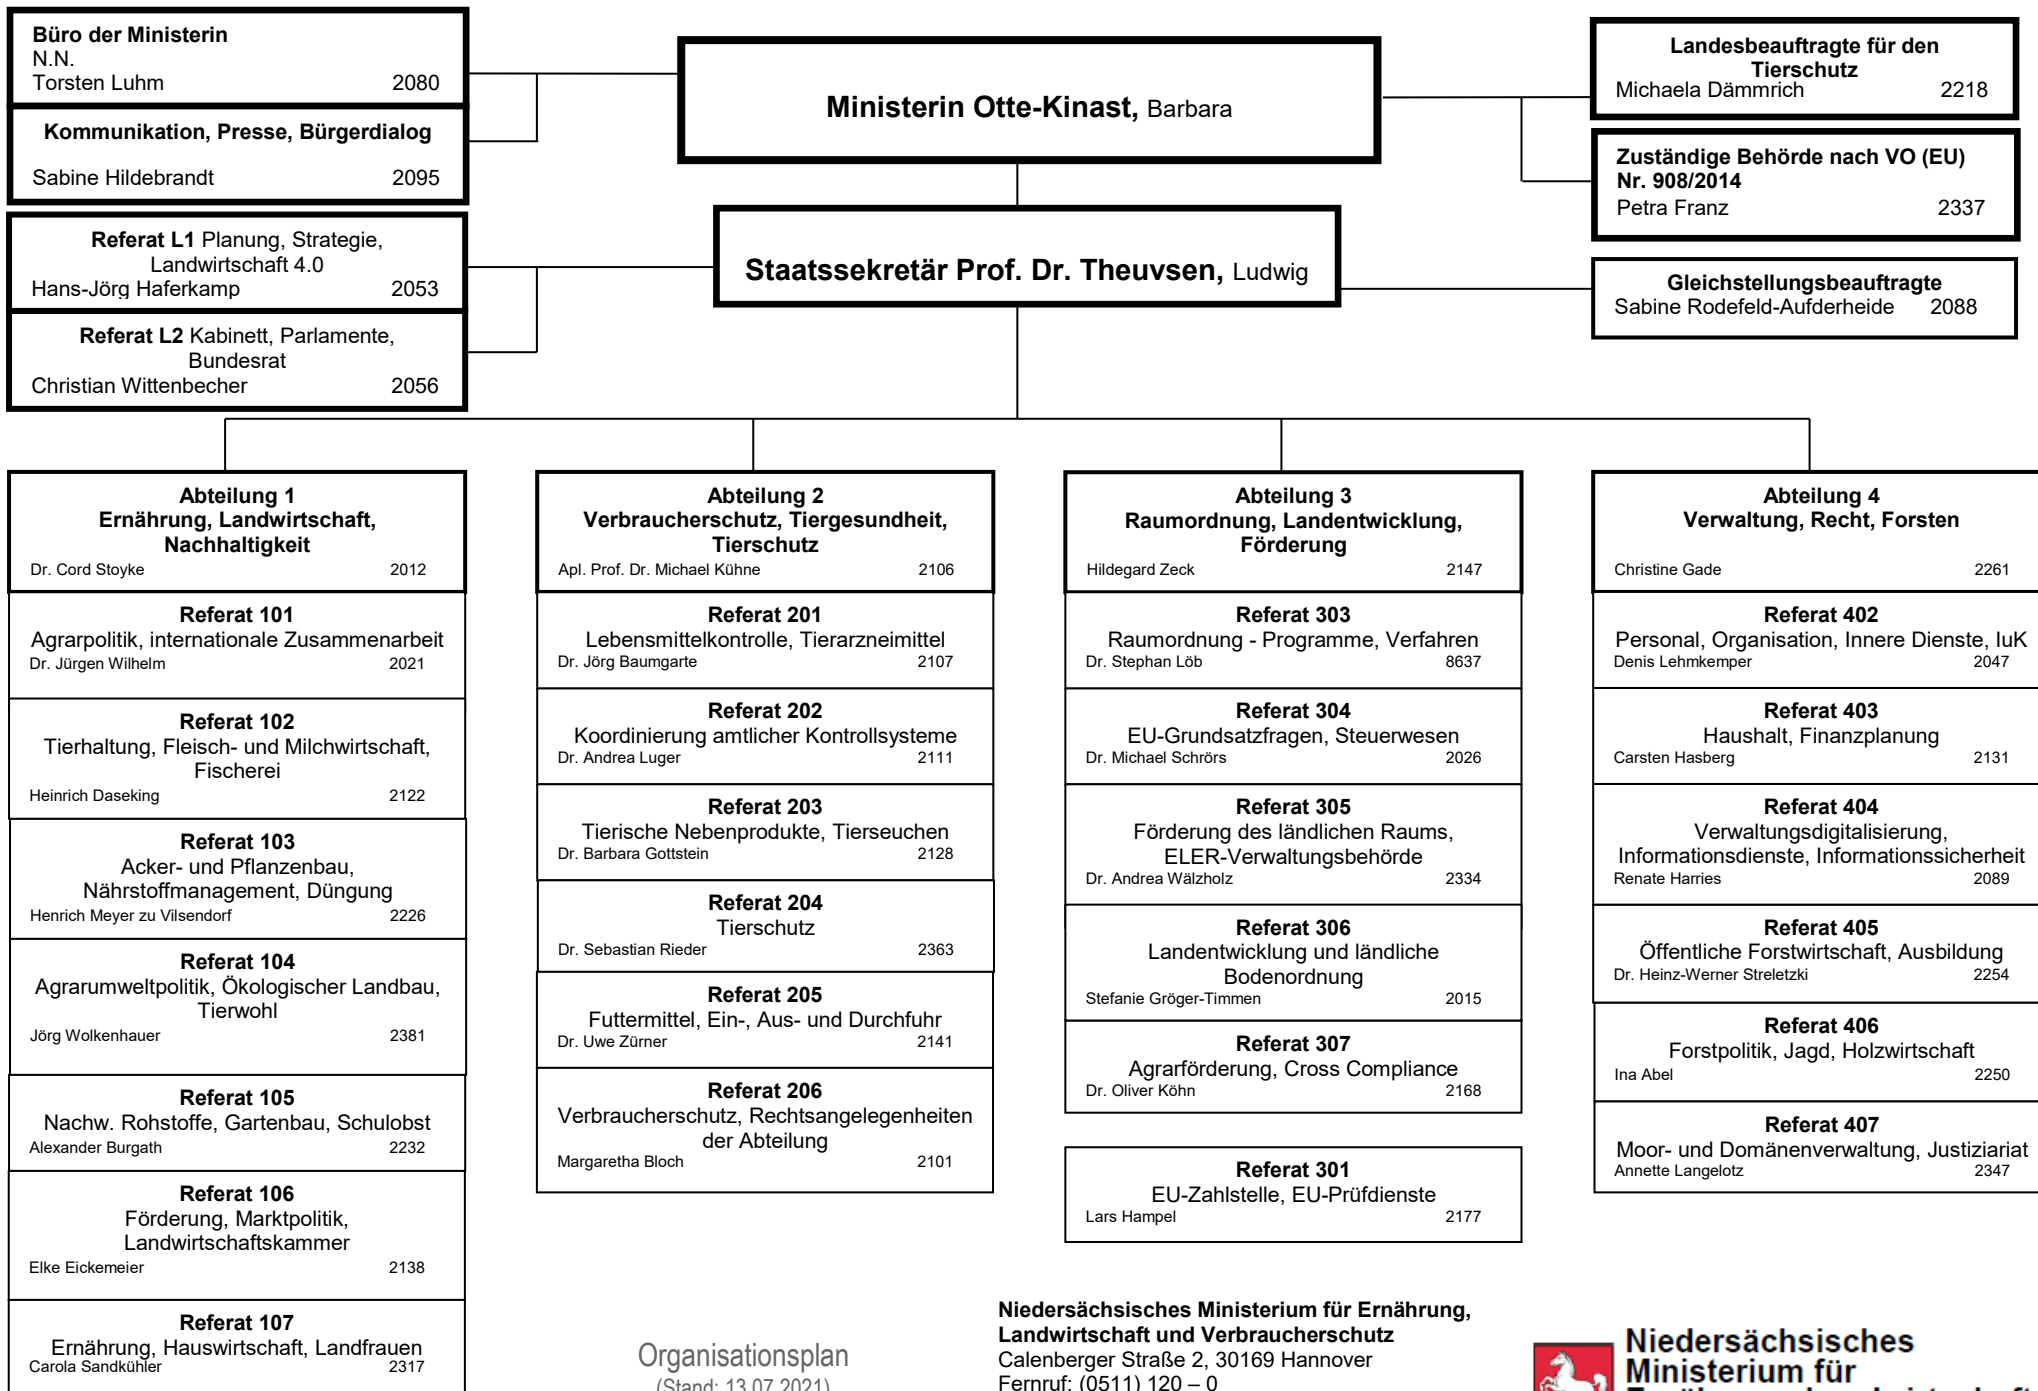 Büro der Ministerin
N.N.
Torsten Luhm 2080
Kommunikation, Presse, Bürgerdialog
Sabine Hildebrandt 2095
Ministerin Otte-Kinast, Barbara
Landesbeauftragte für den
Tierschutz
Michaela Dämmrich 2218
Zuständige Behörde nach VO (EU)
Nr. 908/2014
Petra Franz 2337
Referat L1 Planung, Strategie,
Landwirtschaft 4.0
Hans-Jörg Haferkamp 2053
Referat L2 Kabinett, Parlamente,
Bundesrat
Christian Wittenbecher 2056
Staatssekretär Prof. Dr. Theuvsen, Ludwig
Gleichstellungsbeauftragte
Sabine Rodefeld-Aufderheide 2088
Abteilung 1
Ernährung, Landwirtschaft,
Nachhaltigkeit
Dr. Cord Stoyke 2012
Referat 101
Agrarpolitik, internationale Zusammenarbeit
Dr. Jürgen Wilhelm 2021
Referat 102
Tierhaltung, Fleisch- und Milchwirtschaft,
Fischerei
Heinrich Daseking 2122
Referat 103
Acker- und Pflanzenbau,
Nährstoffmanagement, Düngung
Henrich Meyer zu Vilsendorf 2226
Referat 104
Agrarumweltpolitik, Ökologischer Landbau,
Tierwohl
Jörg Wolkenhauer 2381
Referat 105
Nachw. Rohstoffe, Gartenbau, Schulobst
Alexander Burgath 2232
Referat 106
Förderung, Marktpolitik,
Landwirtschaftskammer
Elke Eickemeier 2138
Referat 107
Ernährung, Hauswirtschaft, Landfrauen
Carola Sandkühler 2317
Abteilung 2
Verbraucherschutz, Tiergesundheit,
Tierschutz
Apl. Prof. Dr. Michael Kühne 2106
Referat 201
Lebensmittelkontrolle, Tierarzneimittel
Dr. Jörg Baumgarte 2107
Referat 202
Koordinierung amtlicher Kontrollsysteme
Dr. Andrea Luger 2111
Referat 203
Tierische Nebenprodukte, Tierseuchen
Dr. Barbara Gottstein 2128
Referat 204
Tierschutz
Dr. Sebastian Rieder 2363
Referat 205
Futtermittel, Ein-, Aus- und Durchfuhr
Dr. Uwe Zürner 2141
Referat 206
Verbraucherschutz, Rechtsangelegenheiten
der Abteilung
Margaretha Bloch 2101
Abteilung 3
Raumordnung, Landentwicklung,
Förderung
Hildegard Zeck 2147
Referat 303
Raumordnung - Programme, Verfahren
Dr. Stephan Löb 8637
Referat 304
EU-Grundsatzfragen, Steuerwesen
Dr. Michael Schrörs 2026
Referat 305
Förderung des ländlichen Raums,
ELER-Verwaltungsbehörde
Dr. Andrea Wälzholz 2334
Referat 306
Landentwicklung und ländliche
Bodenordnung
Stefanie Gröger-Timmen 2015
Referat 307
Agrarförderung, Cross Compliance
Dr. Oliver Köhn 2168
Referat 301
EU-Zahlstelle, EU-Prüfdienste
Lars Hampel 2177
Abteilung 4
Verwaltung, Recht, Forsten
Christine Gade 2261
Referat 402
Personal, Organisation, Innere Dienste, IuK
Denis Lehmkemper 2047
Referat 403
Haushalt, Finanzplanung
Carsten Hasberg 2131
Referat 404
Verwaltungsdigitalisierung,
Informationsdienste, Informationssicherheit
Renate Harries 2089
Referat 405
Öffentliche Forstwirtschaft, Ausbildung
Dr. Heinz-Werner Streletzki 2254
Referat 406
Forstpolitik, Jagd, Holzwirtschaft
Ina Abel 2250
Referat 407
Moor- und Domänenverwaltung, Justiziariat
Annette Langelotz 2347
Organisationsplan
(Stand: 13.07.2021)
Niedersächsisches Ministerium für Ernährung,
Landwirtschaft und Verbraucherschutz
Calenberger Straße 2, 30169 Hannover
Fernruf: (0511) 120 – 0
Niedersächsisches
Ministerium für